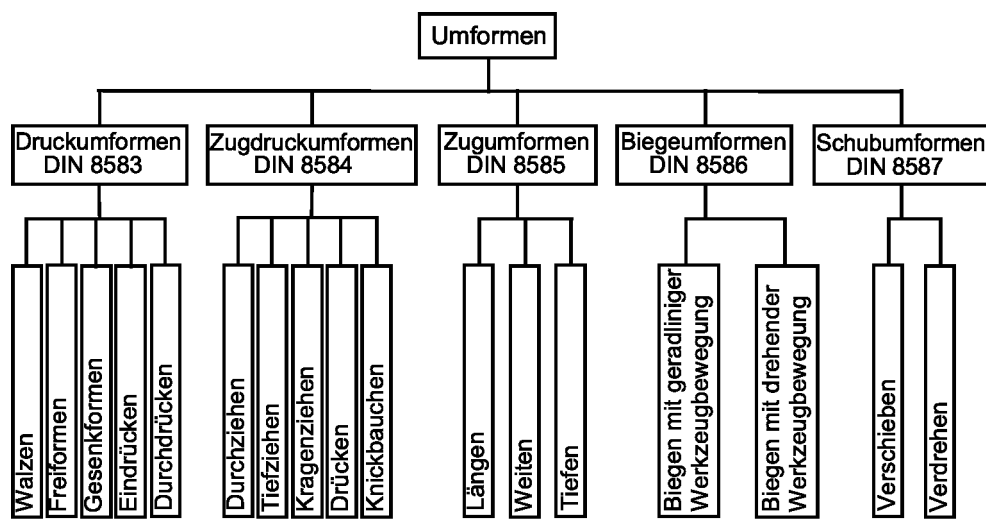 Umformen
Druckumformen
DIN 8583
Zugdruckumformen
DIN 8584
Zugumformen
DIN 8585
Biegeumformen
DIN 8586
Schubumformen
DIN 8587
Walzen
Freiformen
Gesenkformen
Eindrücken
Durchdrücken
Durchziehen
Tiefziehen
Kragenziehen
Drücken
Knickbauchen
Längen
Weiten
Tiefen
Biegen mit geradliniger
Werkzeugbewegung
Biegen mit drehender
Werkzeugbewegung
Verschieben
Verdrehen